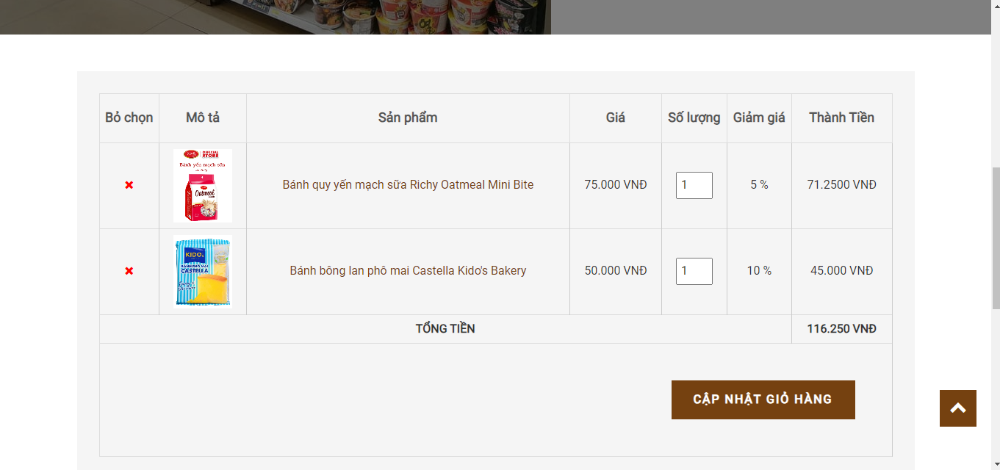 Bỏ chọn Mô tả Sản phẩm Giá Số lượng Giảm giá Thành Tiền
OFFICIAL
STORE
Bánh yến mạch sữa
Oatmeal
Bánh quy yến mạch sữa Richy Oatmeal Mini Bite 75.000 VNĐ 1 5 % 71.2500 VNĐ
KIDO's
BÁNH PHÔ MAI
CASTELLA
Bánh bông lan phô mai Castella Kido's Bakery 50.000 VNĐ 1 10 % 45.000 VNĐ
TỔNG TIỀN 116.250 VNĐ
CẬP NHẬT GIỎ HÀNG